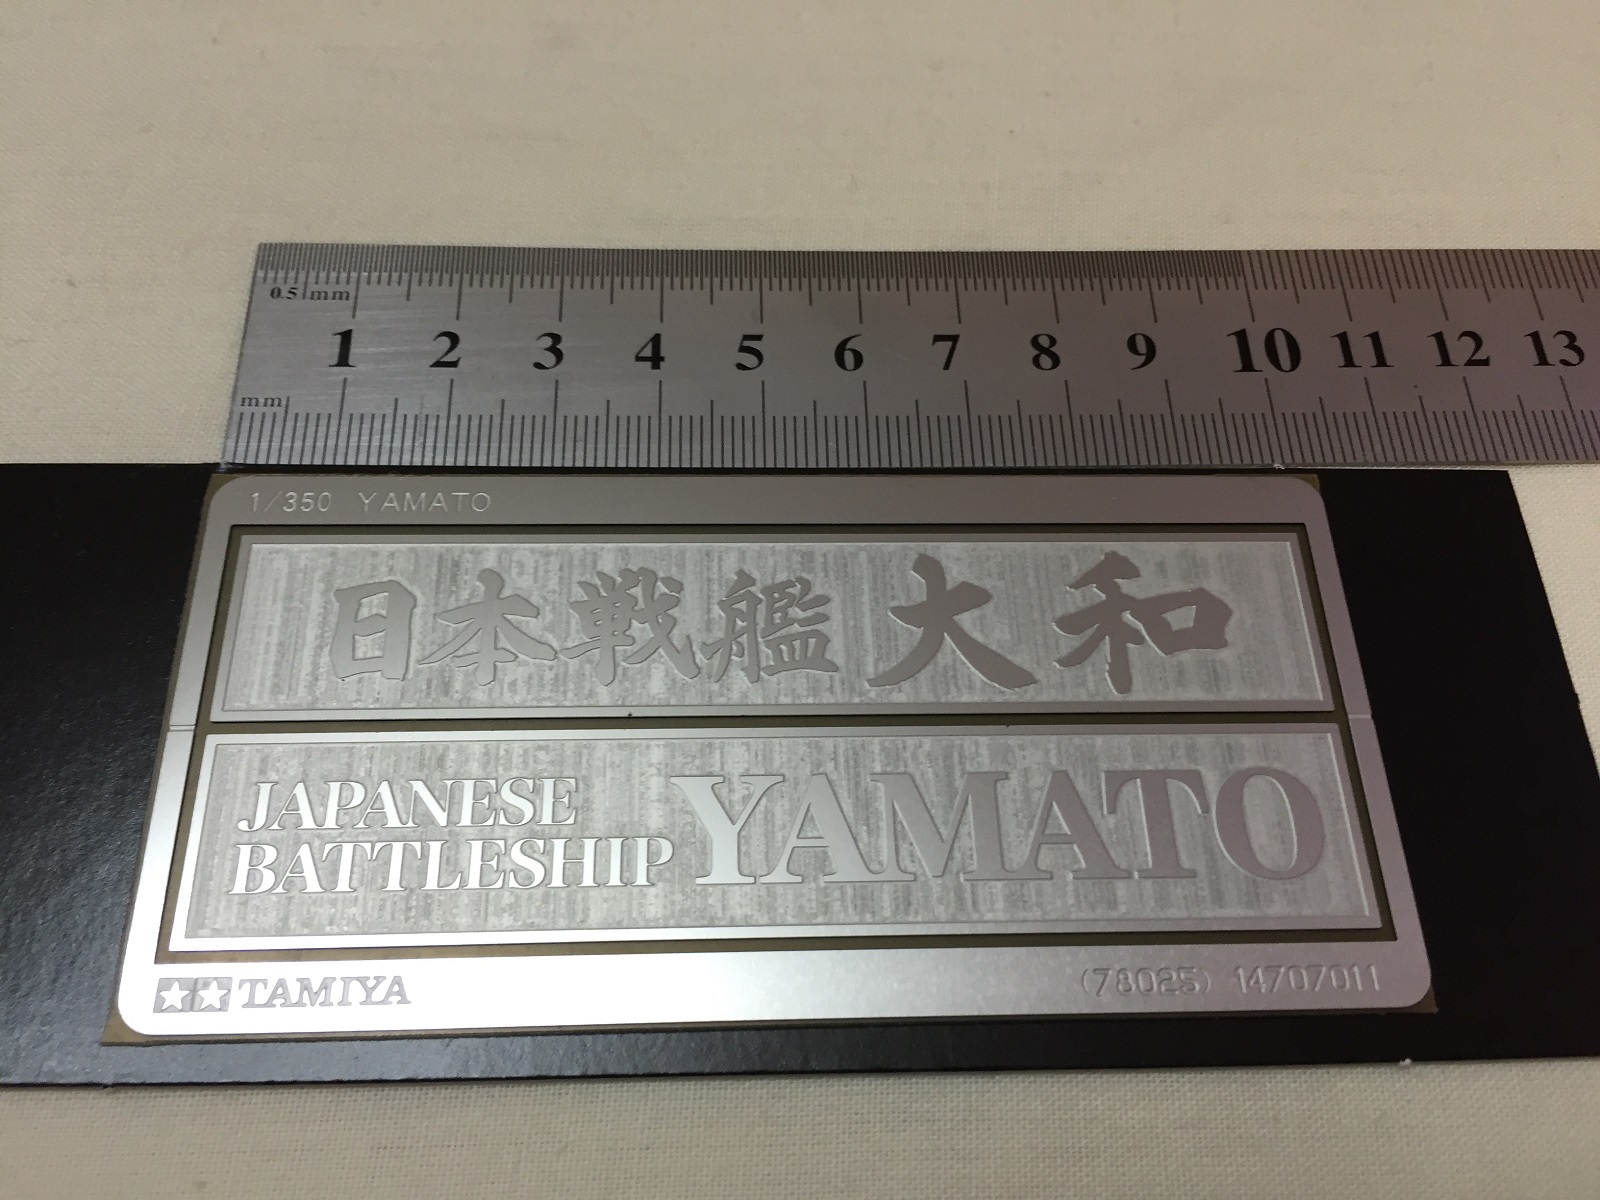 0.5 mm
1 2 3 4 5 6 7 8 9 10 11 12 13
mm
1/350 YAMATO
日本戦艦 大和
JAPANESE
BATTLESHIP YAMATO
TAMIYA (78025) 14707011